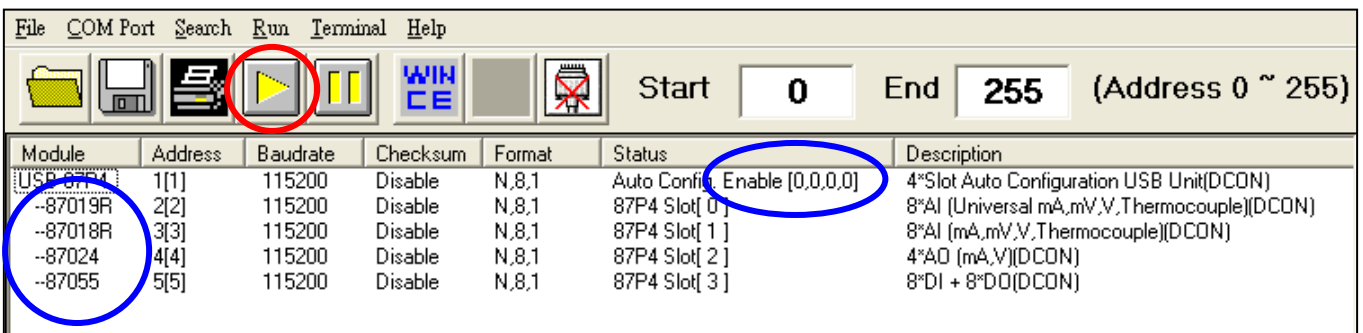 File COM Port Search Run Terminal Help
WIN CE Start 0 End 255 (Address 0 ~ 255)
Module Address Baudrate Checksum Format Status Description
USB-87P4 1[1] 115200 Disable N,8,1 Auto Config. Enable [0,0,0,0] 4*Slot Auto Configuration USB Unit(DCON)
--87019R 2[2] 115200 Disable N,8,1 87P4 Slot[ 0 ] 8*AI (Universal mA,mV,V,Thermocouple)(DCON)
--87018R 3[3] 115200 Disable N,8,1 87P4 Slot[ 1 ] 8*AI (mA,mV,V,Thermocouple)(DCON)
--87024 4[4] 115200 Disable N,8,1 87P4 Slot[ 2 ] 4*AO (mA,V)(DCON)
--87055 5[5] 115200 Disable N,8,1 87P4 Slot[ 3 ] 8*DI + 8*DO(DCON)